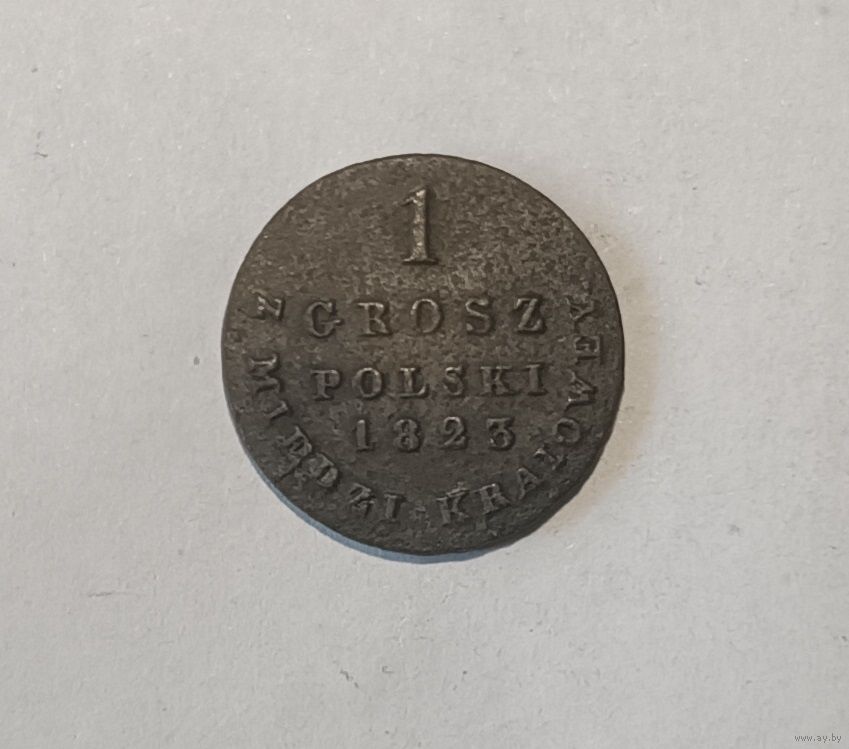 1
GROSZ
POLSKI
1823
Z MIEDZI KRAIOWEY
www.ay.by